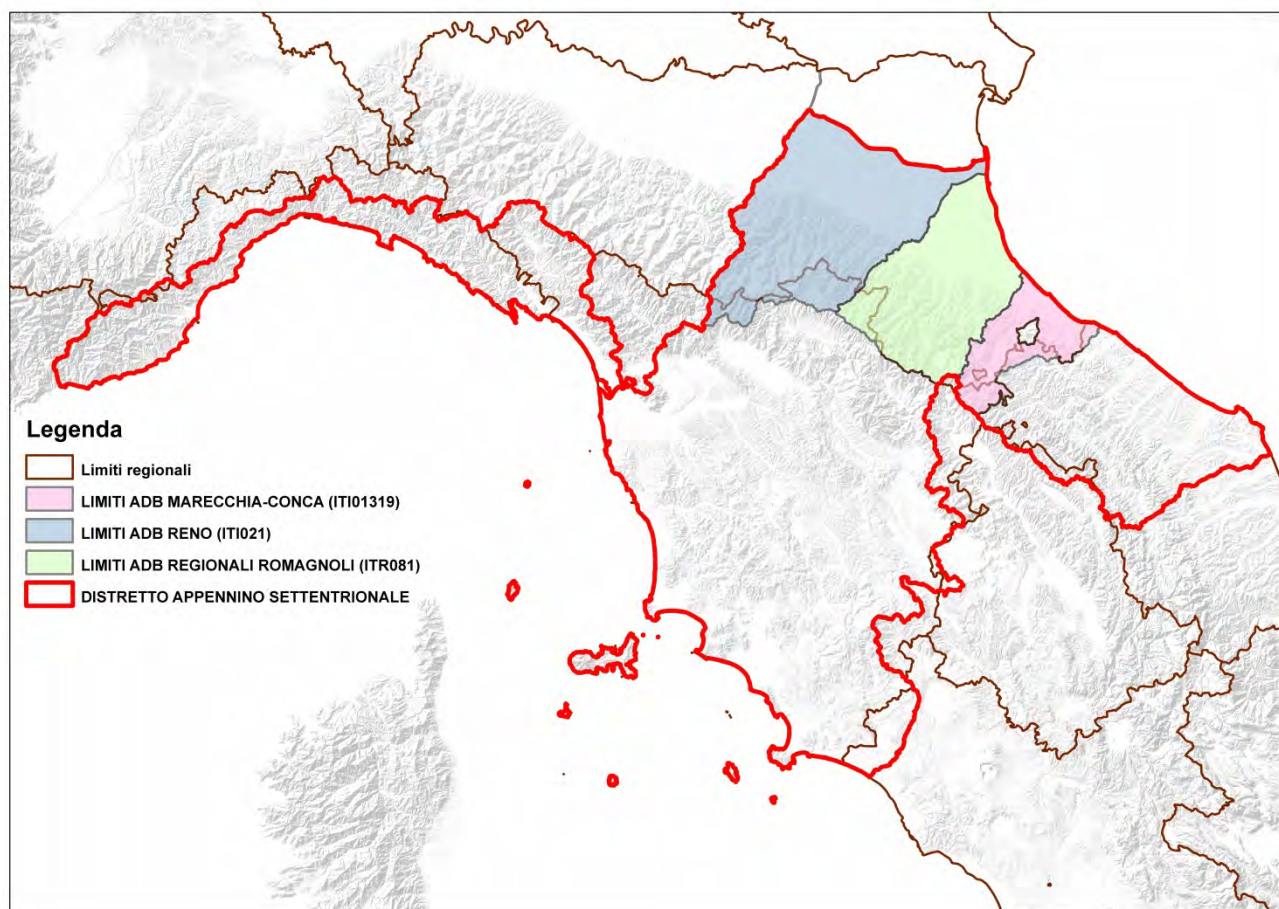 Legenda
Limiti regionali
LIMITI ADB MARECCHIA-CONCA (ITI01319)
LIMITI ADB RENO (ITI021)
LIMITI ADB REGIONALI ROMAGNOLI (ITR081)
DISTRETTO APPENNINO SETTENTRIONALE